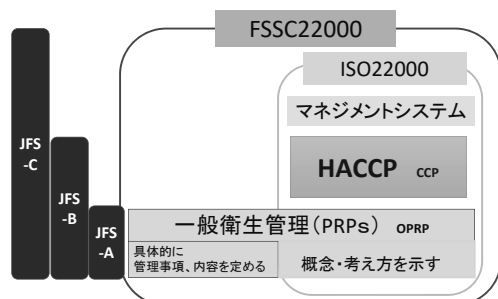 FSSC22000
ISO22000
マネジメントシステム
HACCP CCP
一般衛生管理(PRPs) OPRP
具体的に
管理事項、内容を定める
概念・考え方を示す
JFS
-C
JFS
-B
JFS
-A